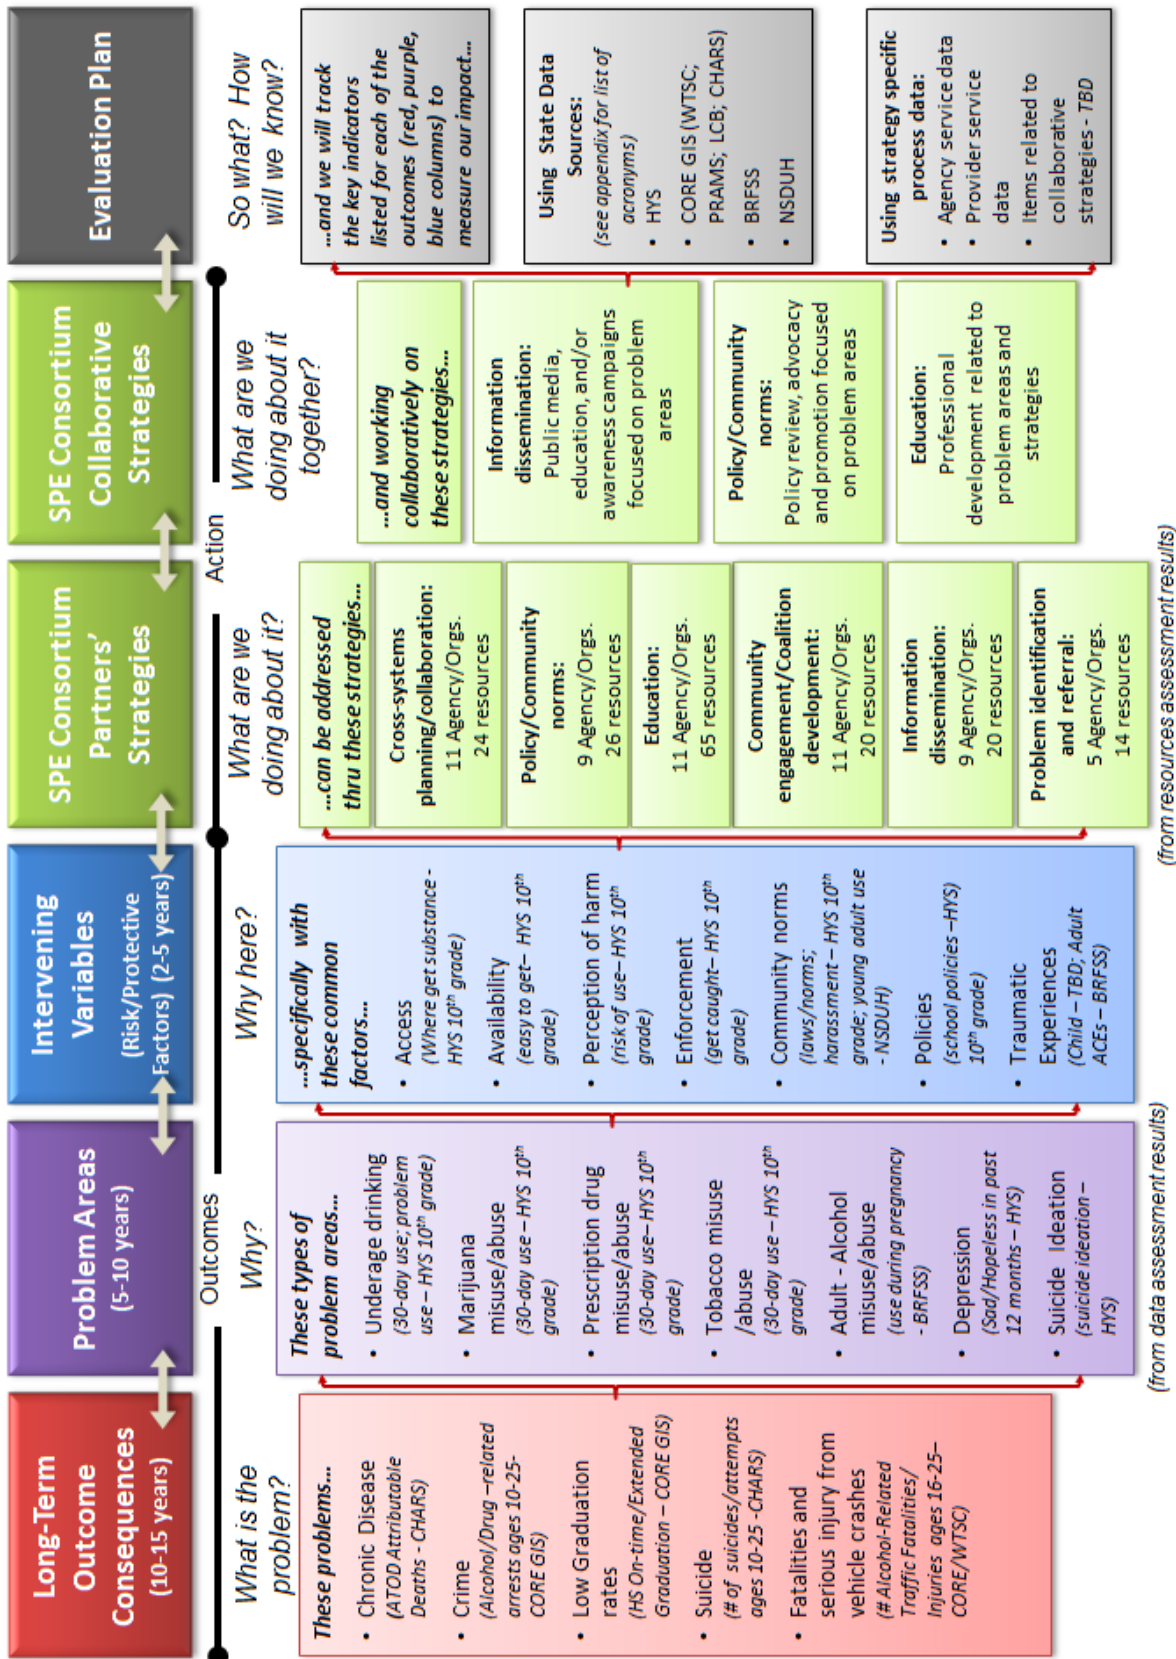 Long-Term
Outcome
Consequences
(10-15 years)
Problem Areas
(5-10 years)
Intervening
Variables
(Risk/Protective
Factors) (2-5 years)
SPE Consortium
Partners’
Strategies
SPE Consortium
Collaborative
Strategies
Evaluation Plan
Outcomes
Action
What is the
problem?
Why?
Why here?
What are we
doing about it?
What are we
doing about it
together?
So what? How
will we know?
These problems...
• Chronic Disease
(ATOD Attributable
Deaths - CHARS)
• Crime
(Alcohol/Drug –related
arrests ages 10-25-
CORE GIS)
• Low Graduation
rates
(HS On-time/Extended
Graduation – CORE GIS)
• Suicide
(# of suicides/attempts
ages 10-25 -CHARS)
• Fatalities and
serious injury from
vehicle crashes
(# Alcohol-Related
Traffic Fatalities/
Injuries ages 16-25–
CORE/WTSC)
These types of
problem areas...
• Underage drinking
(30-day use; problem
use – HYS 10th grade)
• Marijuana
misuse/abuse
(30-day use – HYS 10th
grade)
• Prescription drug
misuse/abuse
(30-day use– HYS 10th
grade)
• Tobacco misuse
/abuse
(30-day use – HYS 10th
grade)
• Adult - Alcohol
misuse/abuse
(use during pregnancy
- BRFSS)
• Depression
(Sad/Hopeless in past
12 months – HYS)
• Suicide Ideation
(suicide ideation –
HYS)
...specifically with
these common
factors...
• Access
(Where get substance -
HYS 10th grade)
• Availability
(easy to get– HYS 10th
grade)
• Perception of harm
(risk of use– HYS 10th
grade)
• Enforcement
(get caught– HYS 10th
grade)
• Community norms
(laws/norms;
harassment – HYS 10th
grade; young adult use
- NSDUH)
• Policies
(school policies –HYS)
10th grade)
• Traumatic
Experiences
(Child – TBD; Adult
ACEs – BRFSS)
...can be addressed
thru these strategies...
Cross-systems
planning/collaboration:
11 Agency/Orgs.
24 resources
Policy/Community
norms:
9 Agency/Orgs.
26 resources
Education:
11 Agency/Orgs.
65 resources
Community
engagement/Coalition
development:
11 Agency/Orgs.
20 resources
Information
dissemination:
9 Agency/Orgs.
20 resources
Problem identification
and referral:
5 Agency/Orgs.
14 resources
...and working
collaboratively on
these strategies...
Information
dissemination:
Public media,
education, and/or
awareness campaigns
focused on problem
areas
Policy/Community
norms:
Policy review, advocacy
and promotion focused
on problem areas
Education:
Professional
development related to
problem areas and
strategies
...and we will track
the key indicators
listed for each of the
outcomes (red, purple,
blue columns) to
measure our impact...
Using State Data
Sources:
(see appendix for list of
acronyms)
• HYS
• CORE GIS (WTSC;
PRAMS; LCB; CHARS)
• BRFSS
• NSDUH
Using strategy specific
process data:
• Agency service data
• Provider service
data
• Items related to
collaborative
strategies - TBD
(from data assessment results)
(from resources assessment results)